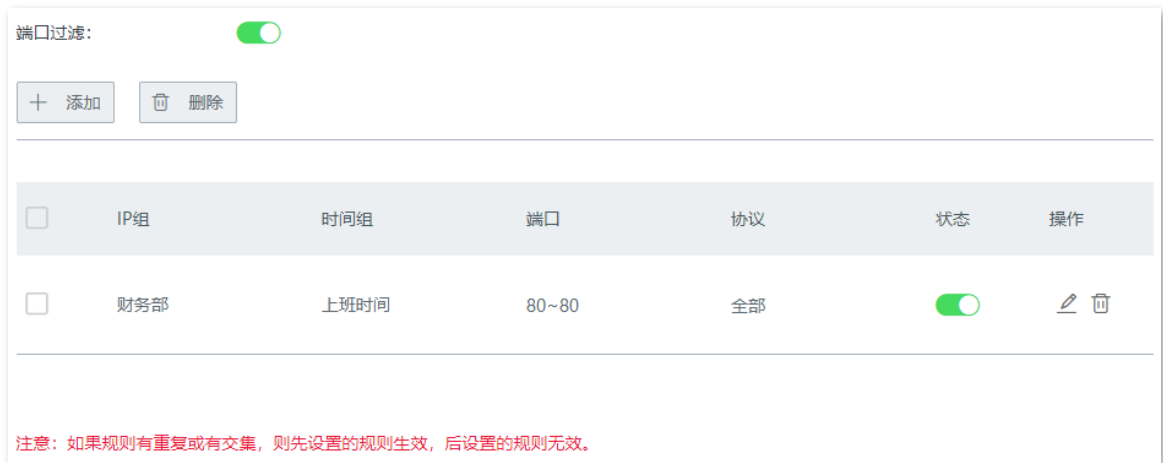 端口过滤：
添加 删除
IP组 时间组 端口 协议 状态 操作
财务部 上班时间 80~80 全部
注意：如果规则有重复或有交集，则先设置的规则生效，后设置的规则无效。